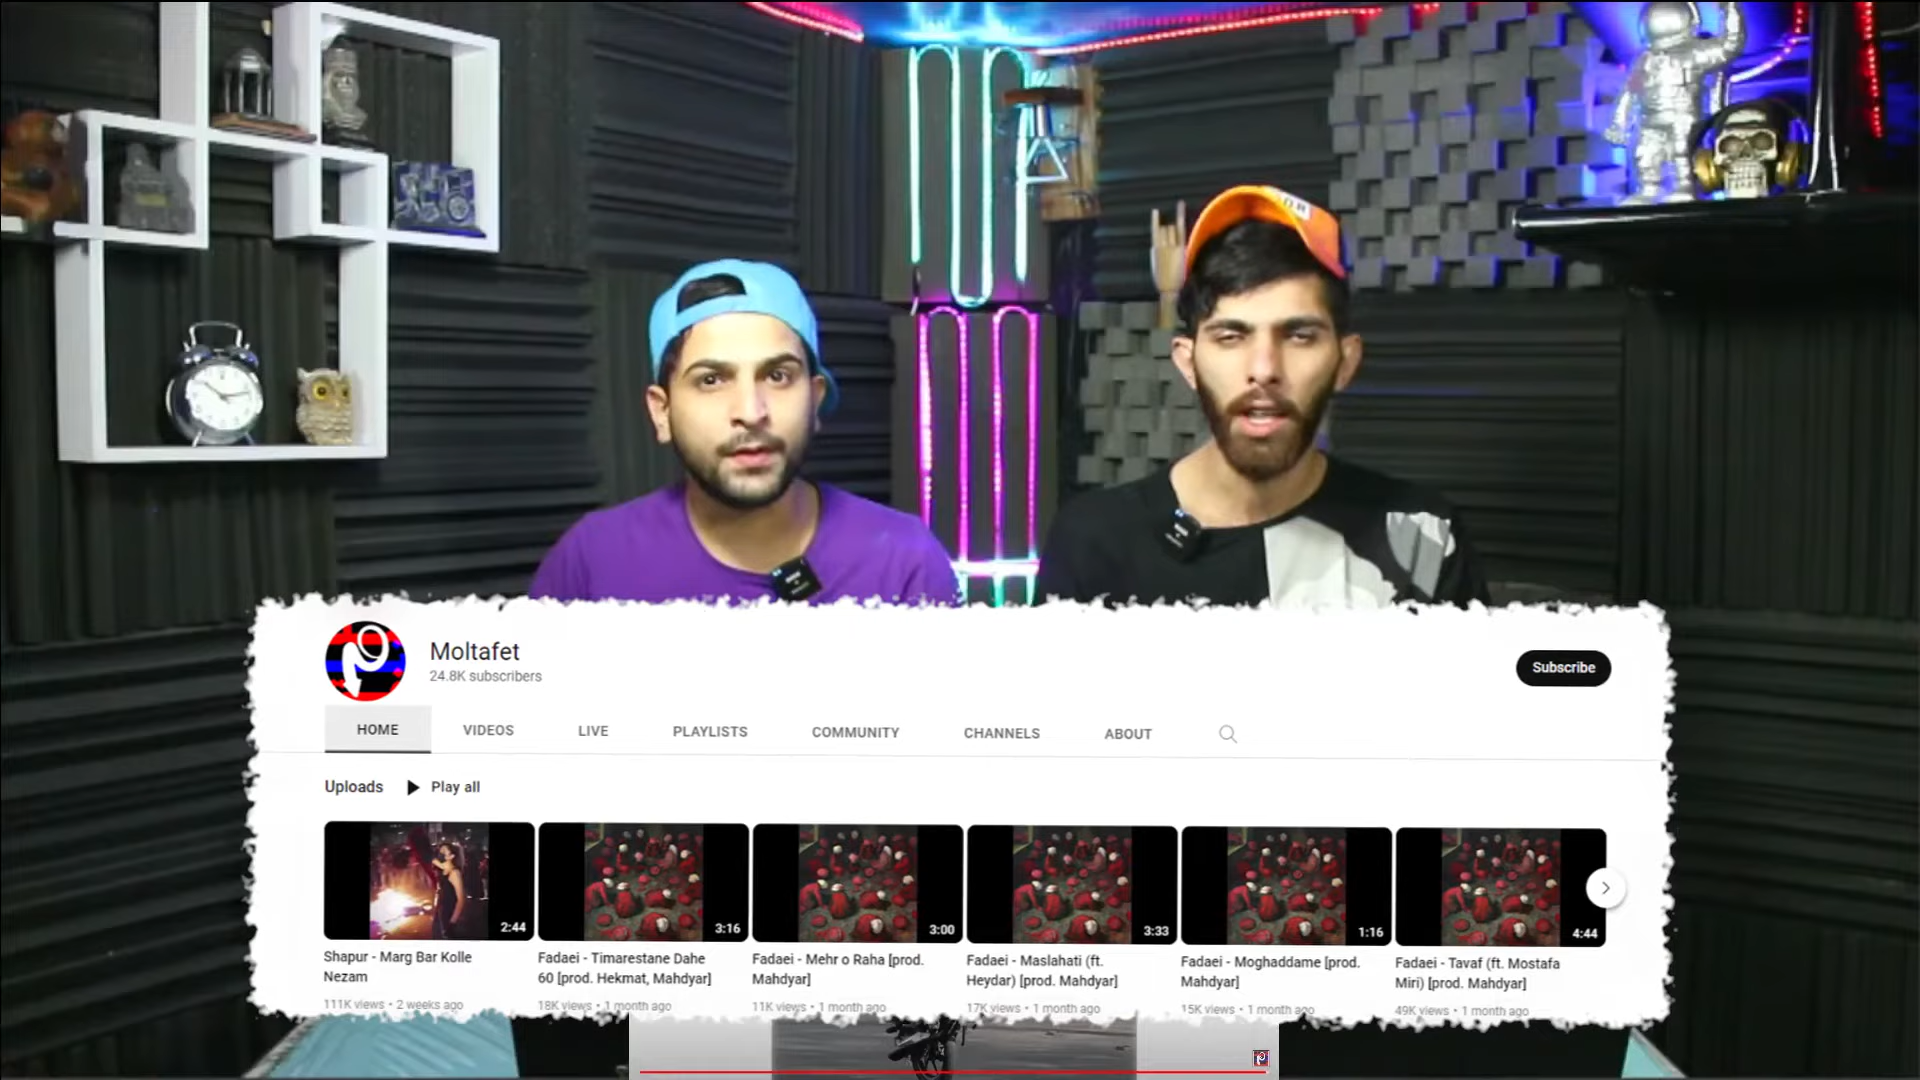 Moltafet
24.8K subscribers
Subscribe
HOME VIDEOS LIVE PLAYLISTS COMMUNITY CHANNELS ABOUT
Uploads Play all
2:44 3:16 3:00 3:33 1:16 4:44
Shapur - Marg Bar Kolle
Nezam
111K views • 2 weeks ago
Fadaei - Timarestane Dahe
60 [prod. Hekmat, Mahdyar]
18K views • 1 month ago
Fadaei - Mehr o Raha [prod.
Mahdyar]
11K views • 1 month ago
Fadaei - Maslahati (ft.
Heydar) [prod. Mahdyar]
17K views • 1 month ago
Fadaei - Moghaddame [prod.
Mahdyar]
15K views • 1 month ago
Fadaei - Tavaf (ft. Mostafa
Miri) [prod. Mahdyar]
49K views • 1 month ago